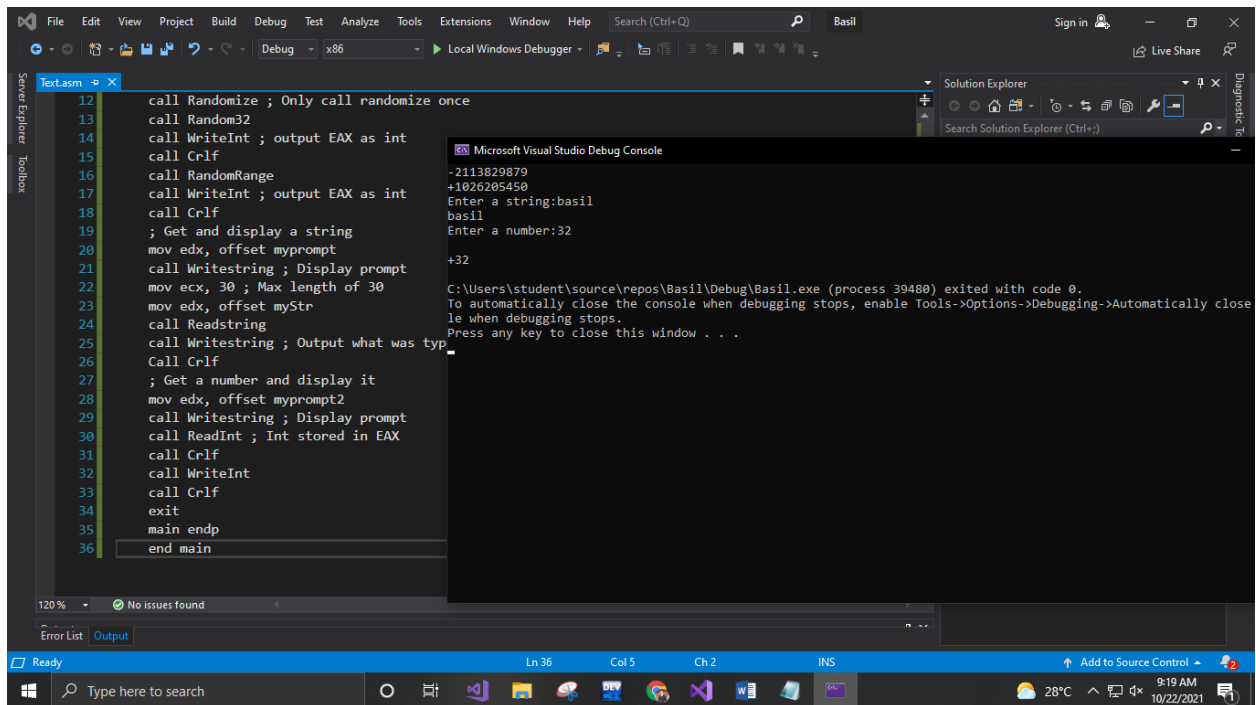 File Edit View Project Build Debug Test Analyze Tools Extensions Window Help Search (Ctrl+Q) Basil Sign in
Debug x86 Local Windows Debugger Live Share
Server Explorer
Toolbox
Text.asm
12 call Randomize ; Only call randomize once
13 call Random32
14 call WriteInt ; output EAX as int
15 call Crlf
16 call RandomRange
17 call WriteInt ; output EAX as int
18 call Crlf
19 ; Get and display a string
20 mov edx, offset myprompt
21 call Writestring ; Display prompt
22 mov ecx, 30 ; Max length of 30
23 mov edx, offset myStr
24 call Readstring
25 call Writestring ; Output what was typ
26 Call Crlf
27 ; Get a number and display it
28 mov edx, offset myprompt2
29 call Writestring ; Display prompt
30 call ReadInt ; Int stored in EAX
31 call Crlf
32 call WriteInt
33 call Crlf
34 exit
35 main endp
36 end main
Microsoft Visual Studio Debug Console
-2113829879
+1026205450
Enter a string:basil
basil
Enter a number:32
+32
C:\Users\student\source\repos\Basil\Debug\Basil.exe (process 39480) exited with code 0.
To automatically close the console when debugging stops, enable Tools->Options->Debugging->Automatically close
le when debugging stops.
Press any key to close this window . . .
Solution Explorer
Search Solution Explorer (Ctrl+;)
Diagnostic
120 % No issues found
Error List Output
Ready Ln 36 Col 5 Ch 2 INS Add to Source Control 2
Type here to search DEV 28°C 9:19 AM
10/22/2021 1